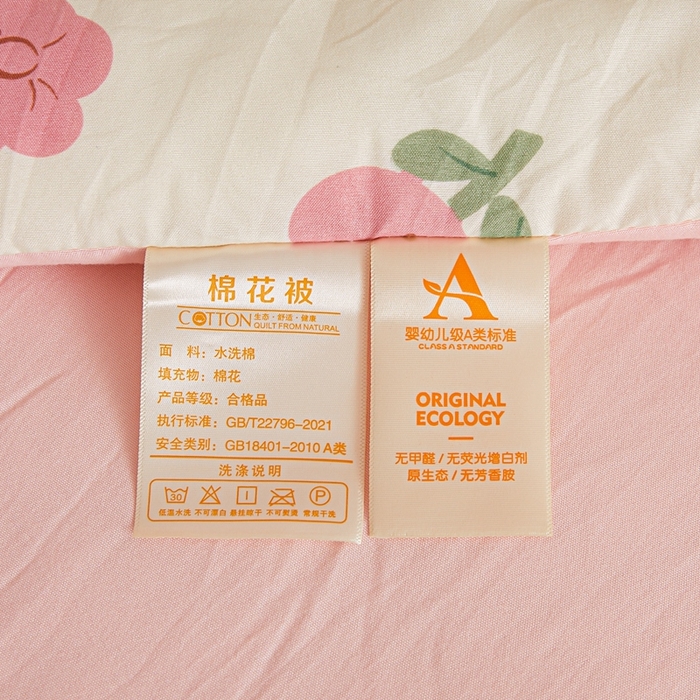 棉花被
COTTON 生态·舒适·健康
QUILT FROM NATURAL
面 料：水洗棉
填充物：棉花
产品等级：合格品
执行标准：GB/T22796-2021
安全类别：GB18401-2010 A类
洗涤说明
30 P
低温水洗 不可漂白 悬挂晾干 不可熨烫 常规干洗
A
婴幼儿级A类标准
CLASS A STANDARD
ORIGINAL
ECOLOGY
无甲醛/无荧光增白剂
原生态/无芳香胺